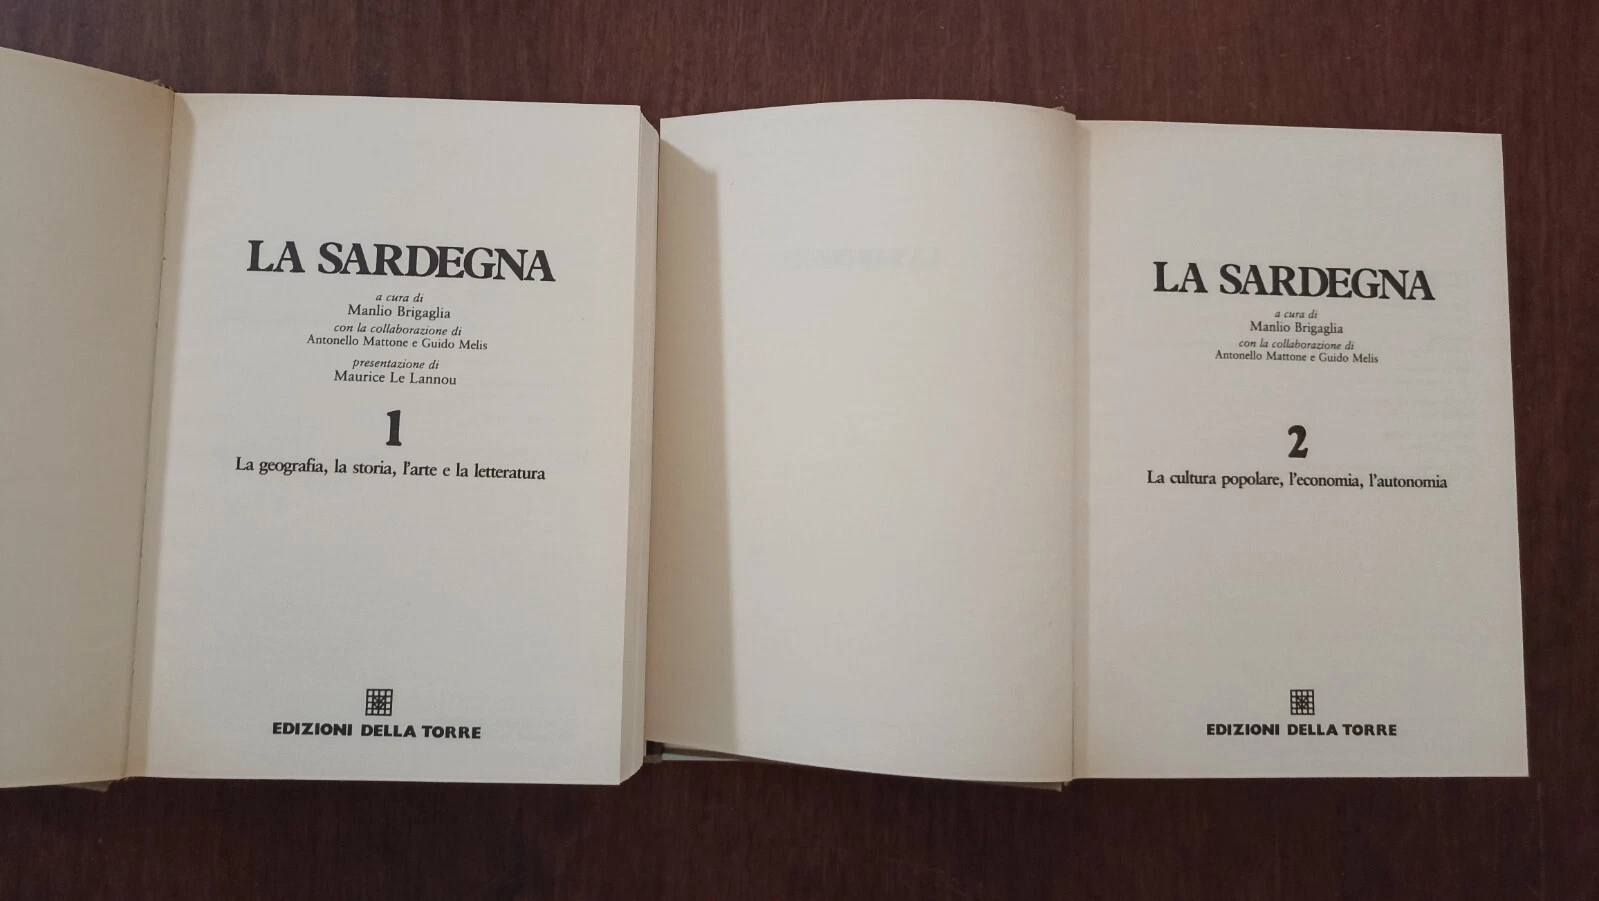 LA SARDEGNA
a cura di
Manlio Brigaglia
con la collaborazione di
Antonello Mattone e Guido Melis
presentazione di
Maurice Le Lannou
1
La geografia, la storia, l'arte e la letteratura
EDIZIONI DELLA TORRE
LA SARDEGNA
a cura di
Manlio Brigaglia
con la collaborazione di
Antonello Mattone e Guido Melis
2
La cultura popolare, l'economia, l'autonomia
EDIZIONI DELLA TORRE